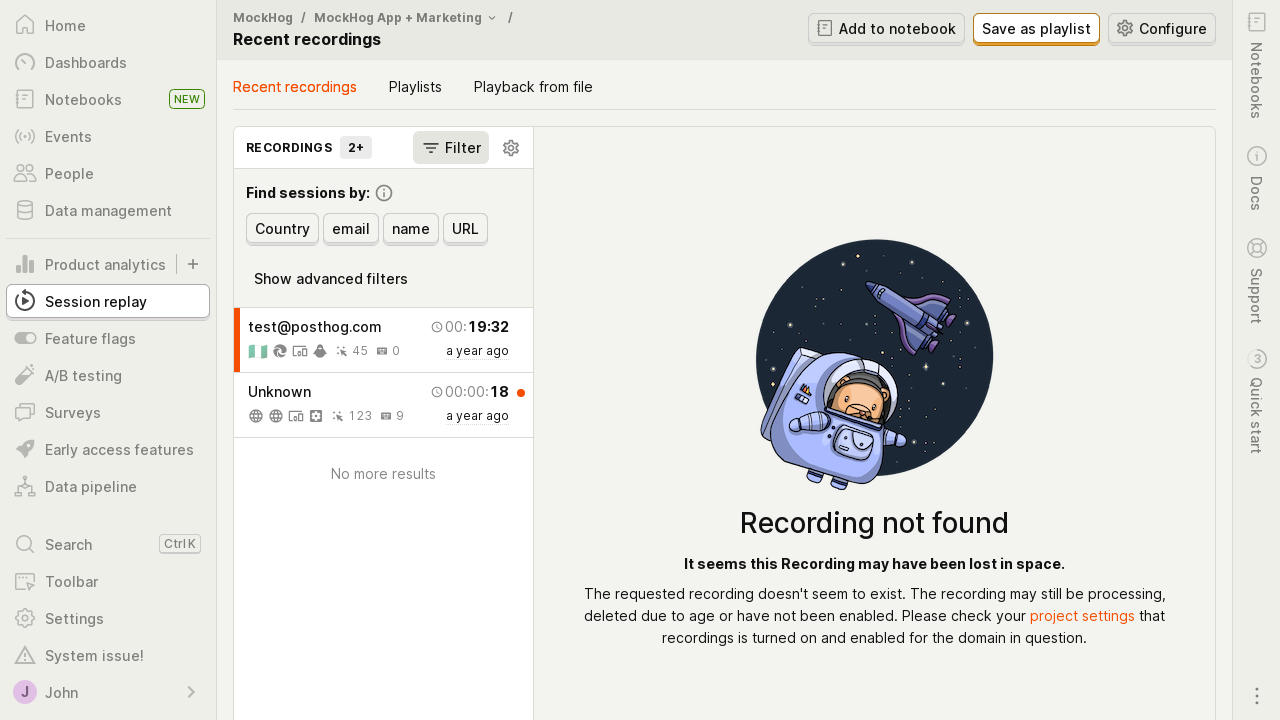 Home
Dashboards
Notebooks
NEW
Events
People
Data management
Product analytics
Session replay
Feature flags
A/B testing
Surveys
Early access features
Data pipeline
Search
Ctrl K
Toolbar
Settings
System issue!
J
John
MockHog / MockHog App + Marketing /
Recent recordings
Add to notebook
Save as playlist
Configure
Recent recordings
Playlists
Playback from file
RECORDINGS 2+
Filter
Find sessions by:
Country
email
name
URL
Show advanced filters
test@posthog.com
00:19:32
45
0
a year ago
Unknown
00:00:18
123
9
a year ago
No more results
Recording not found
It seems this Recording may have been lost in space.
The requested recording doesn't seem to exist. The recording may still be processing,
deleted due to age or have not been enabled. Please check your project settings that
recordings is turned on and enabled for the domain in question.
Notebooks
Docs
Support
3
Quick start